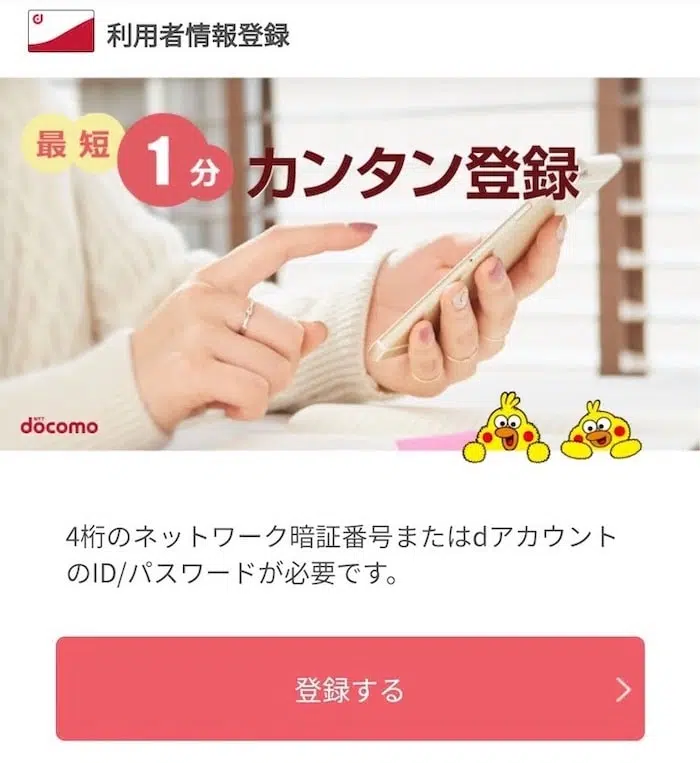 利用者情報登録
最短
1分
カンタン登録
NTT
docomo
4桁のネットワーク暗証番号またはdアカウント
のID/パスワードが必要です。
登録する